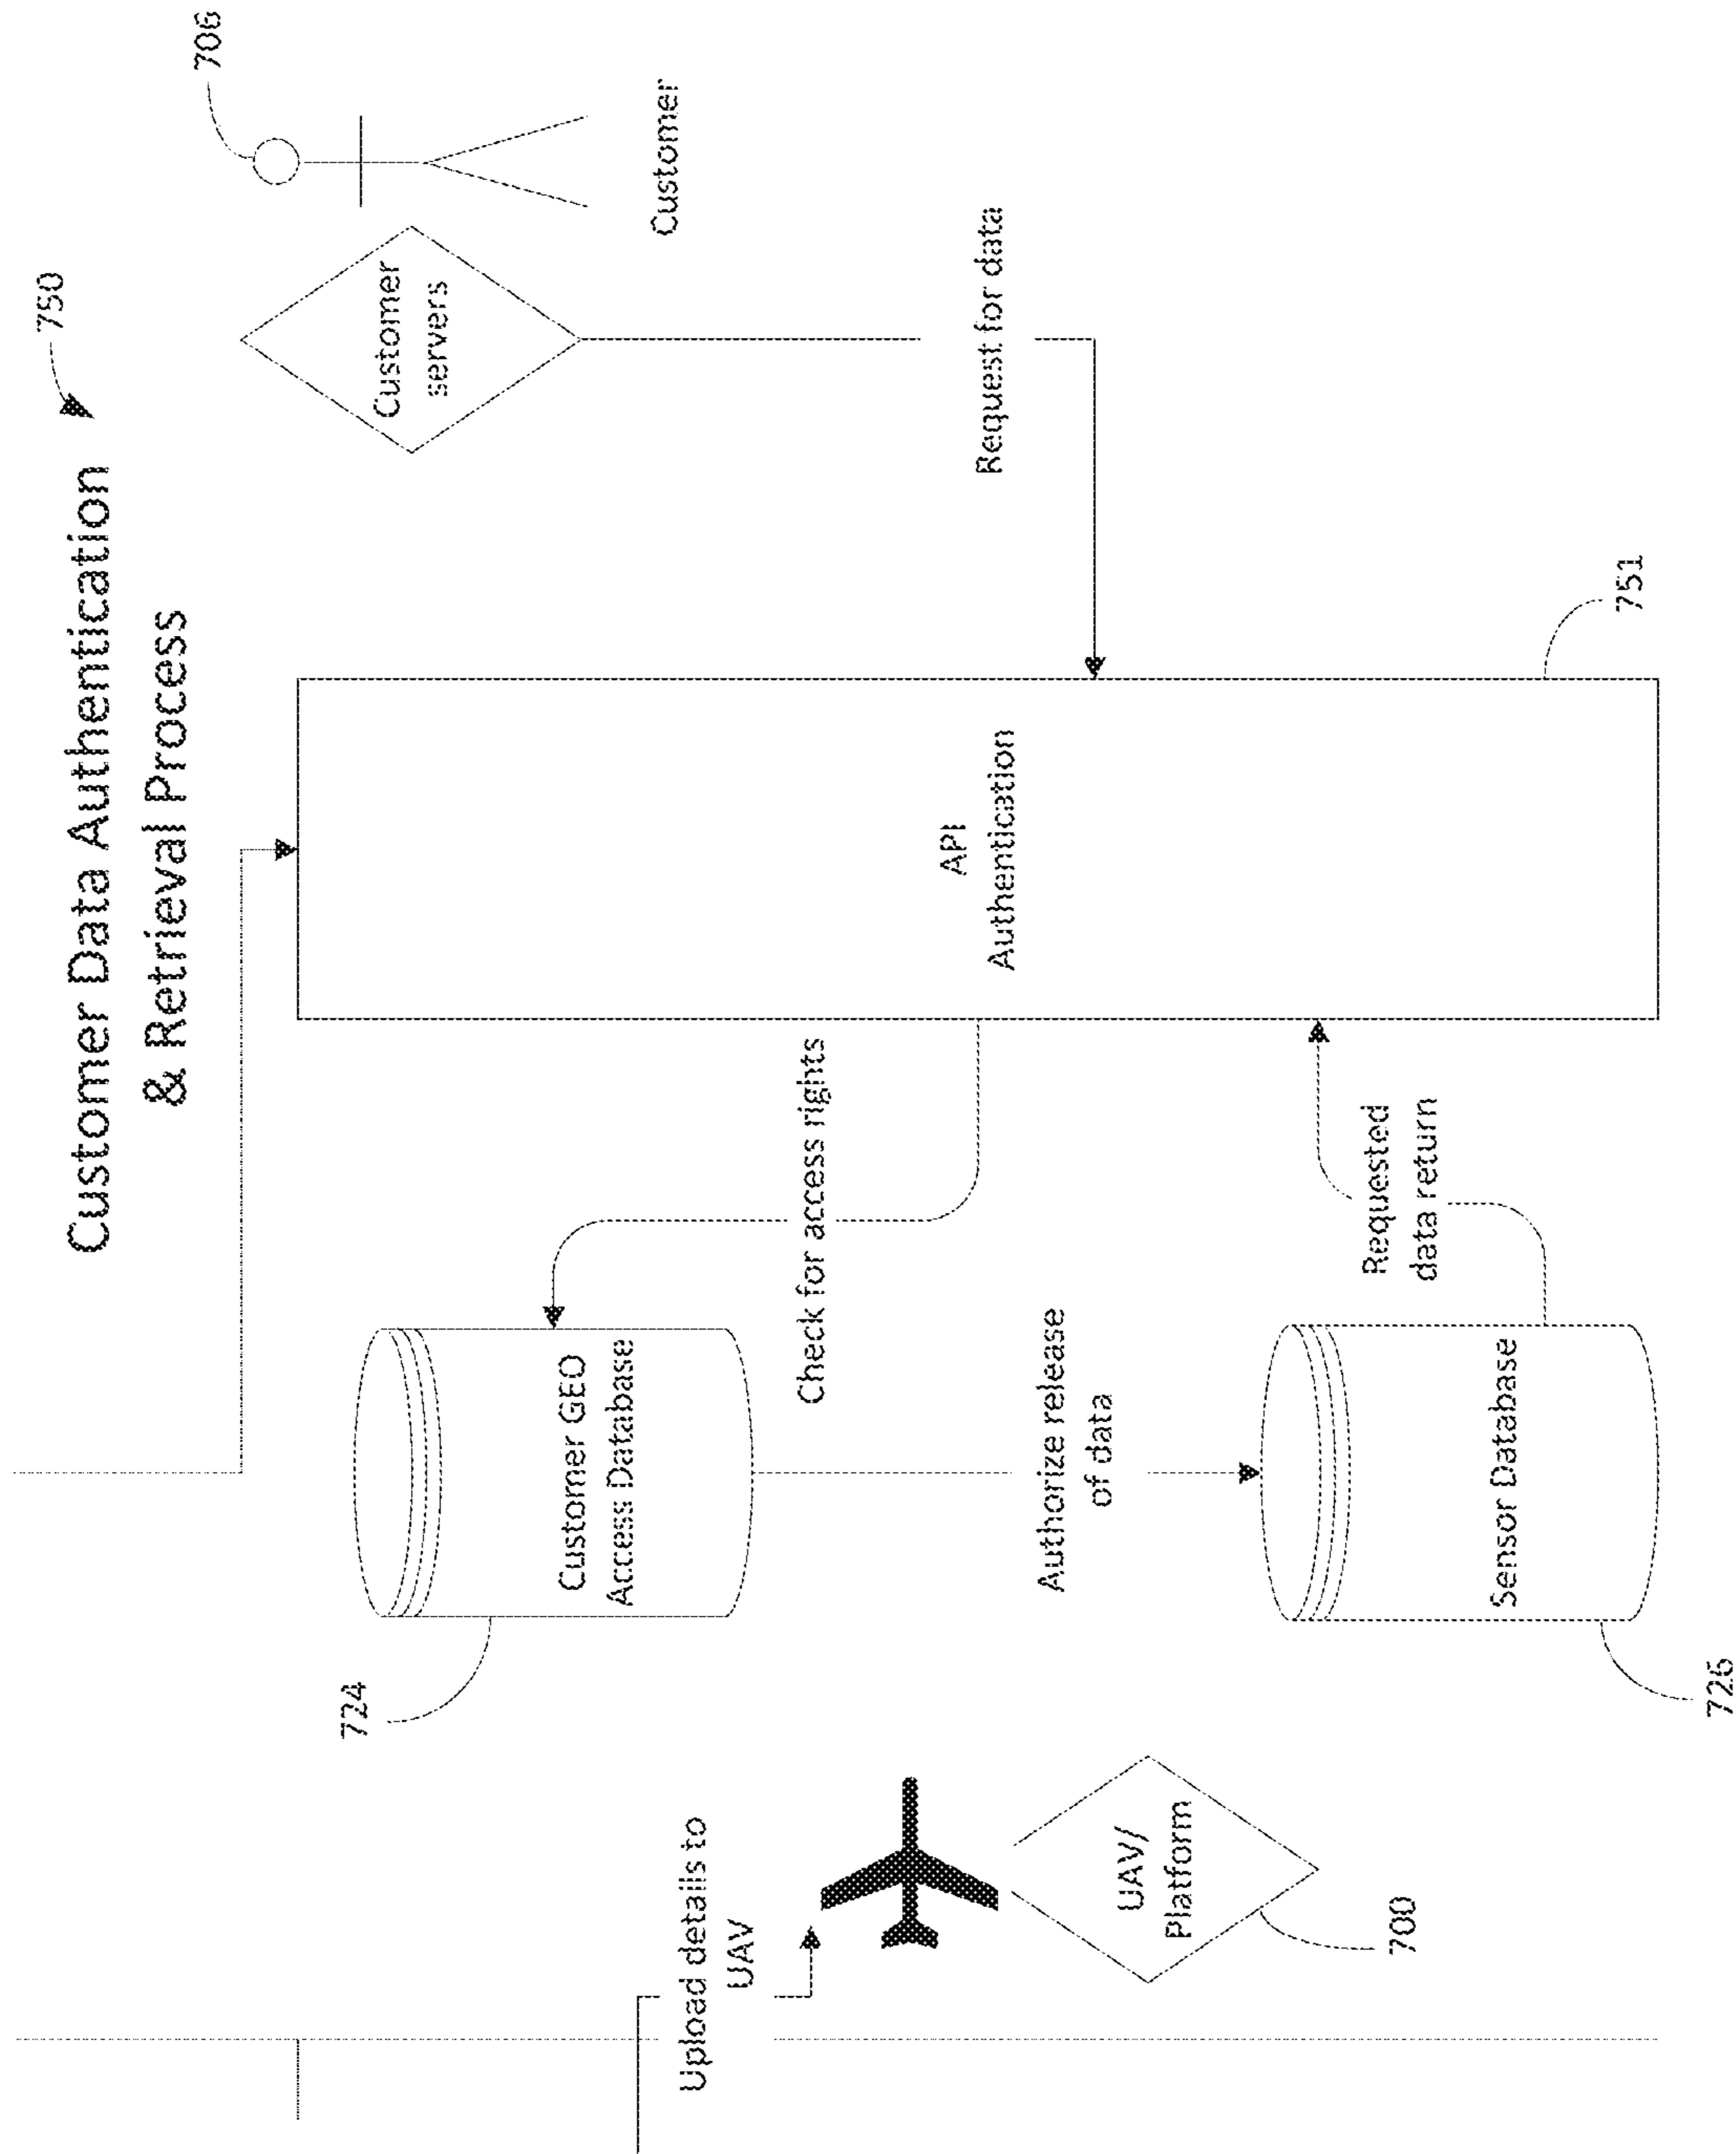 Customer Data Authentication
& Retrieval Process
750
724
Customer servers
Customer GEO
Access Database
Customer
Upload details to
UAV
Check for access rights
API
Authentication
Request for data
Authorize release
of data
UAV/
Platform
700
Requested
data return
Sensor Database
751
726